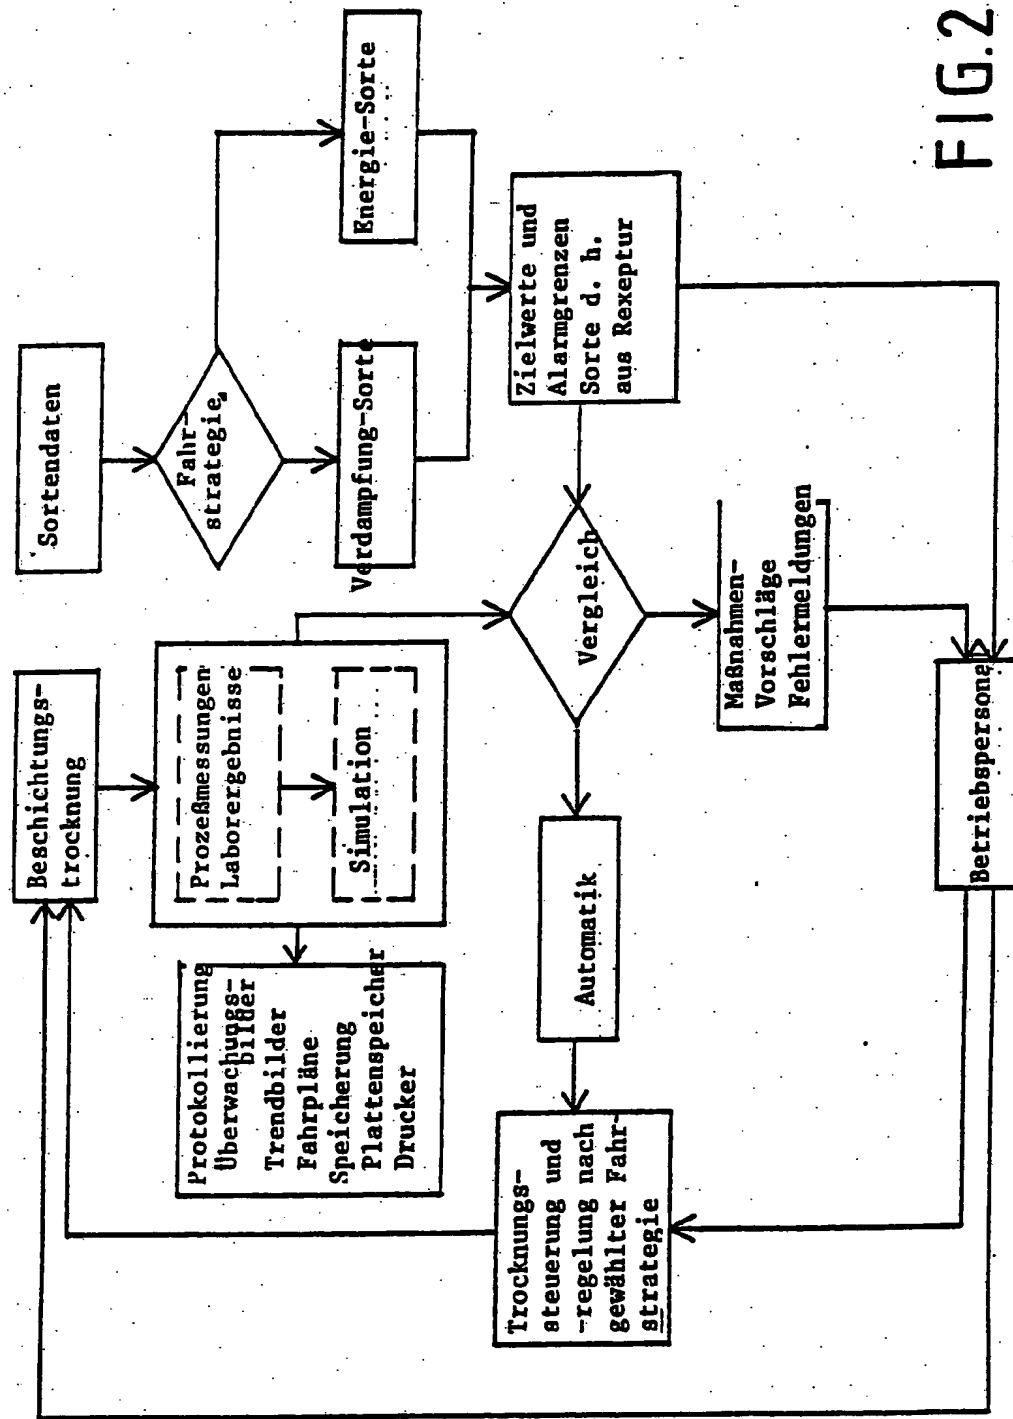 Sortendaten
Fahr-
strategie
Verdampfung-Sorte
Energie-Sorte
Zielwerte und
Alarmgrenzen
Sorte d. h.
aus Rexeptur
Beschichtungs-
trocknung
Prozeßmessungen
Laborergebnisse
Simulation
Protokollierung
Überwachungs-
bilder
Trendbilder
Fahrpläne
Speicherung
Plattenspeicher
Drucker
Vergleich
Automatik
Maßnahmen-
Vorschläge
Fehlermeldungen
Trocknungs-
steuerung und
-regelung nach
gewählter Fahr-
strategie
Betriebspersone
FIG.2